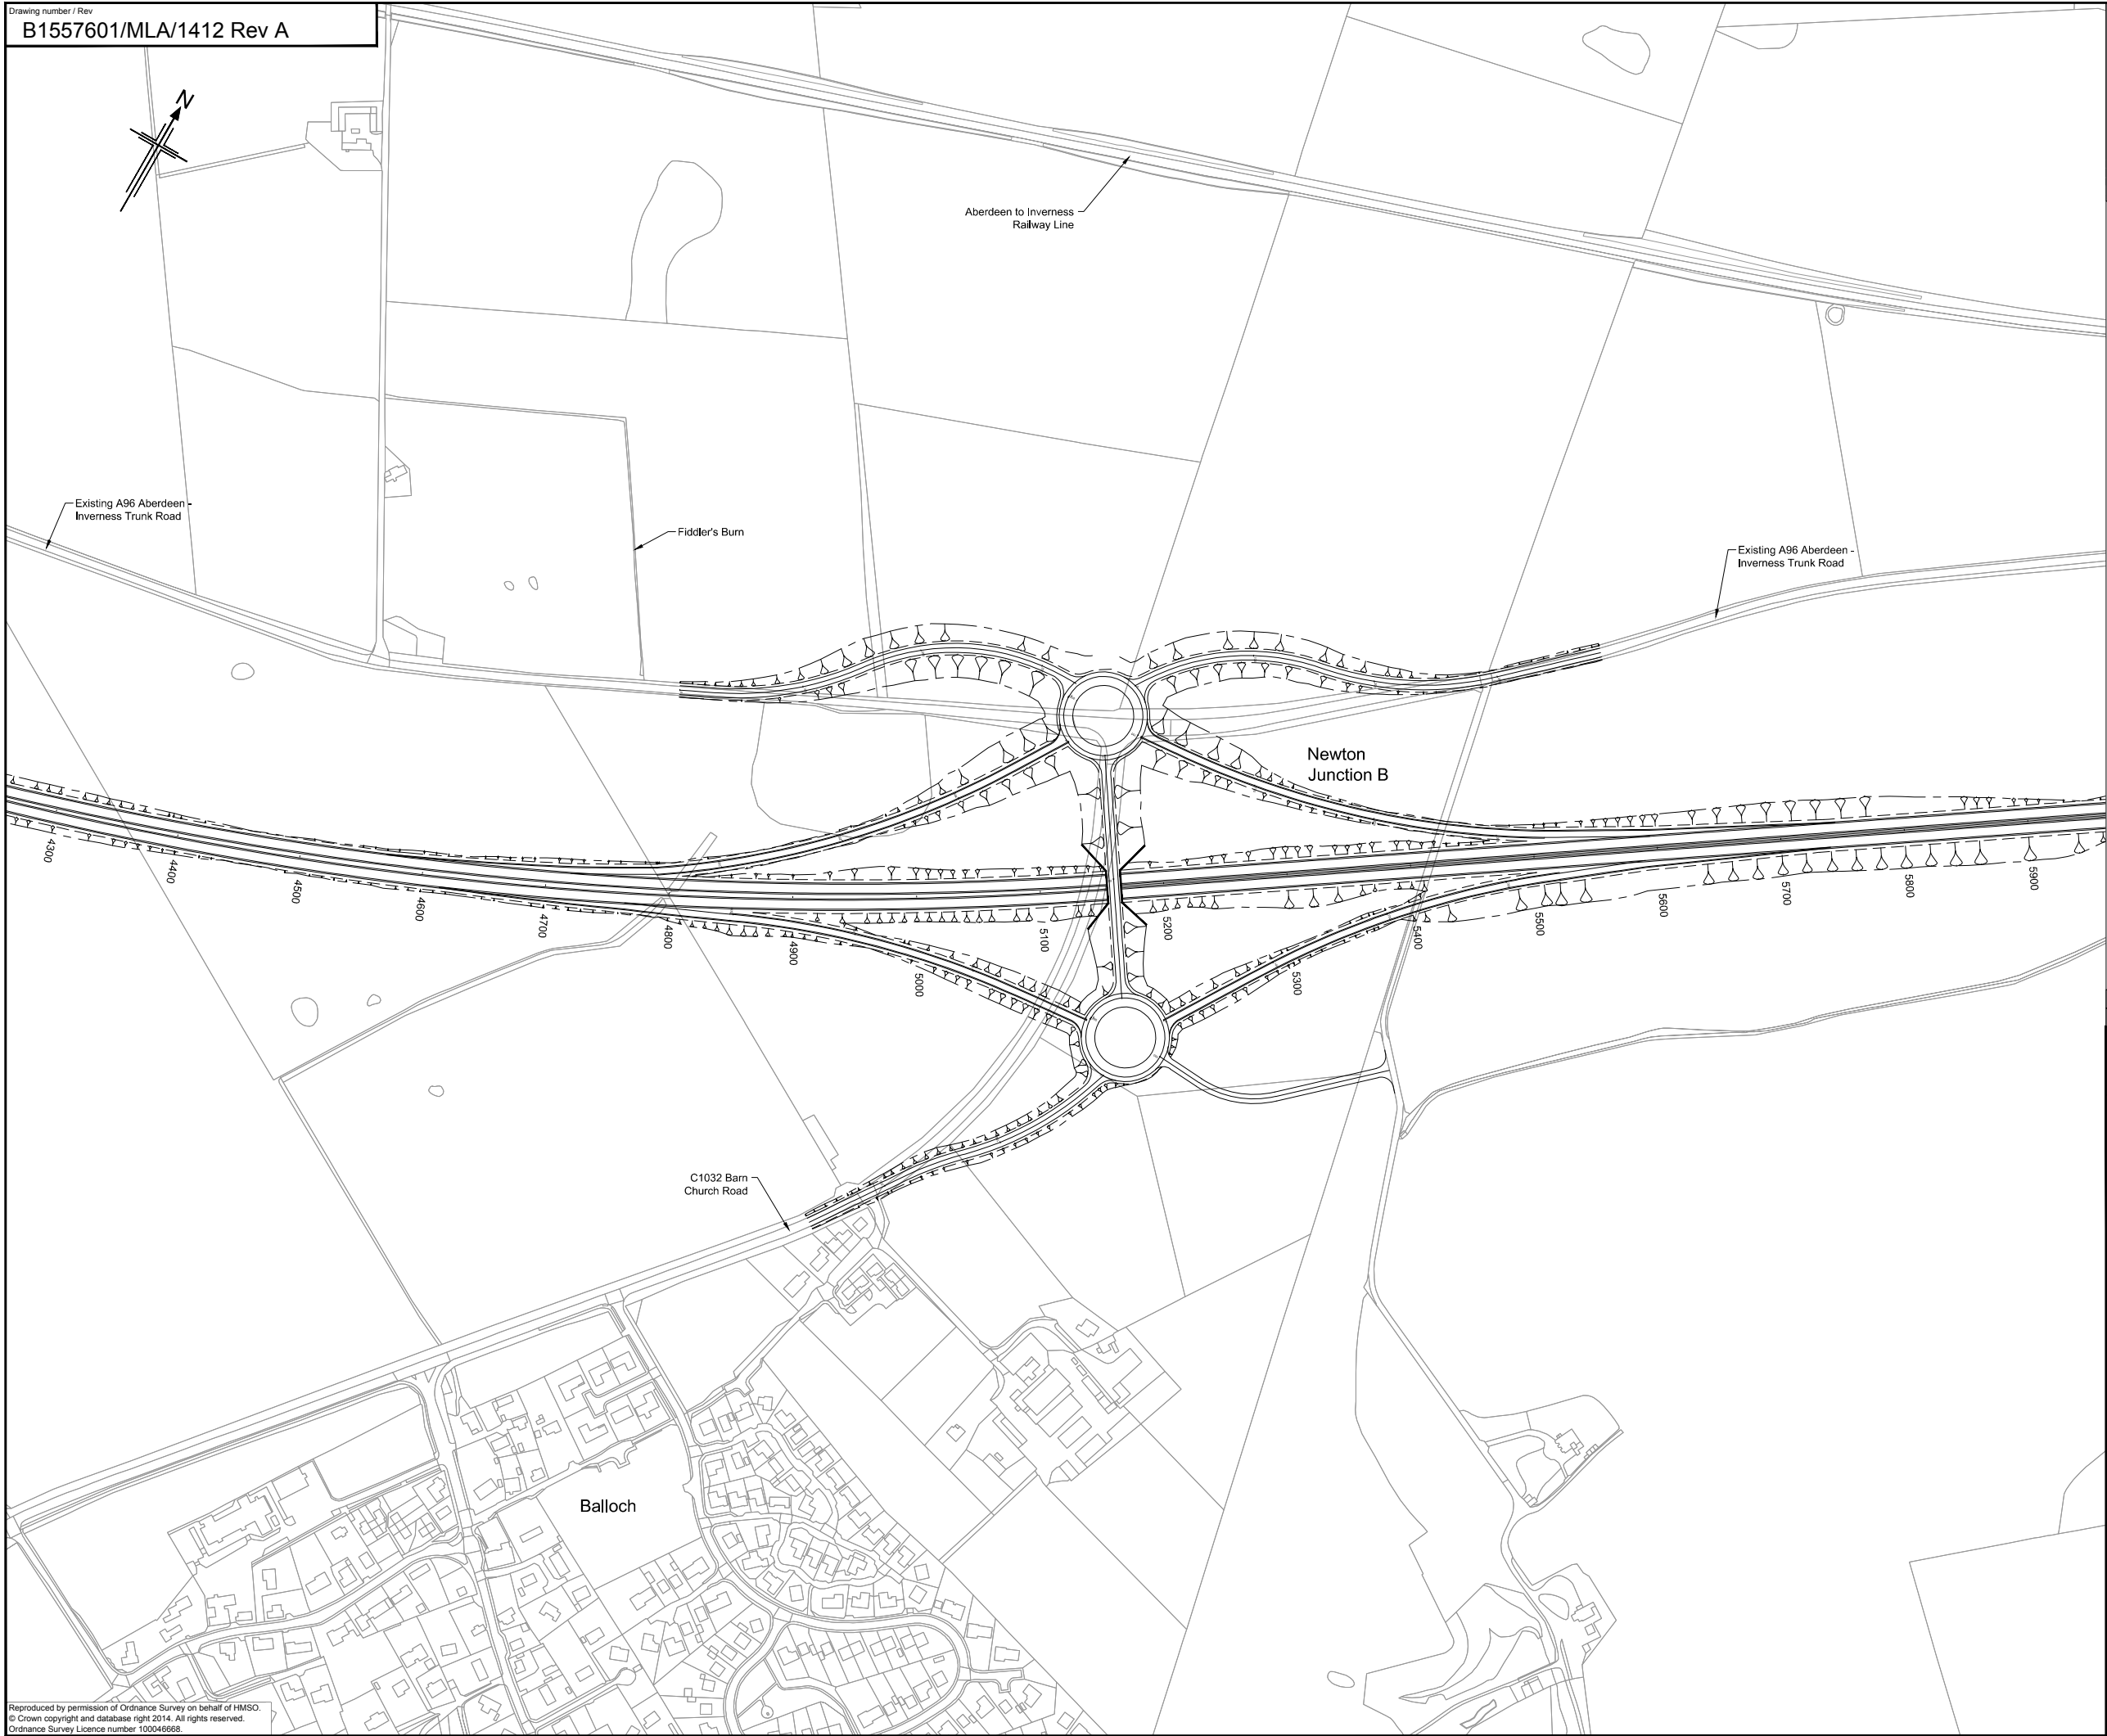 Drawing number / Rev
B1557601/MLA/1412 Rev A
N
Aberdeen to Inverness
Railway Line
Existing A96 Aberdeen -
Inverness Trunk Road
Fiddler's Burn
Existing A96 Aberdeen -
Inverness Trunk Road
Newton
Junction B
4300
4400
4500
4600
4700
4800
4900
5000
5100
5200
5300
5400
5500
5600
5700
5800
5900
C1032 Barn
Church Road
Balloch
Reproduced by permission of Ordnance Survey on behalf of HMSO.
© Crown copyright and database right 2014. All rights reserved.
Ordnance Survey Licence number 100046668.